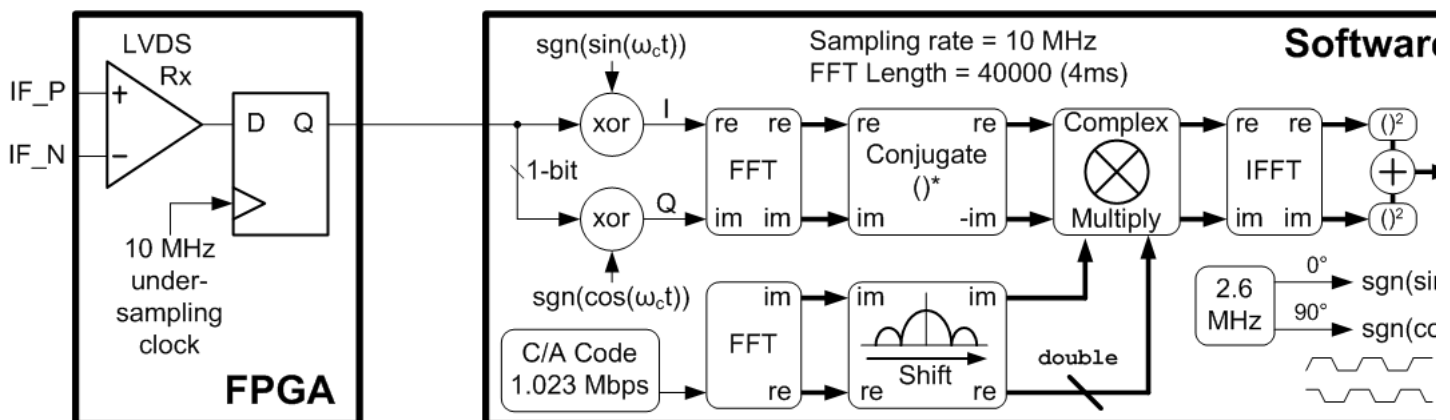 LVDS
Rx
IF_P
IF_N
+
−
D Q
10 MHz
under-
sampling
clock
FPGA
sgn(sin(ωct))
xor
I
1-bit
xor
Q
sgn(cos(ωct))
Sampling rate = 10 MHz
FFT Length = 40000 (4ms)
Software
re re
FFT
im im
re re
Conjugate
()*
im -im
Complex
Multiply
re re
IFFT
im im
()²
+
()²
C/A Code
1.023 Mbps
im
FFT
re
im im
Shift
re re
double
2.6
MHz
0°
sgn(sin
90°
sgn(co